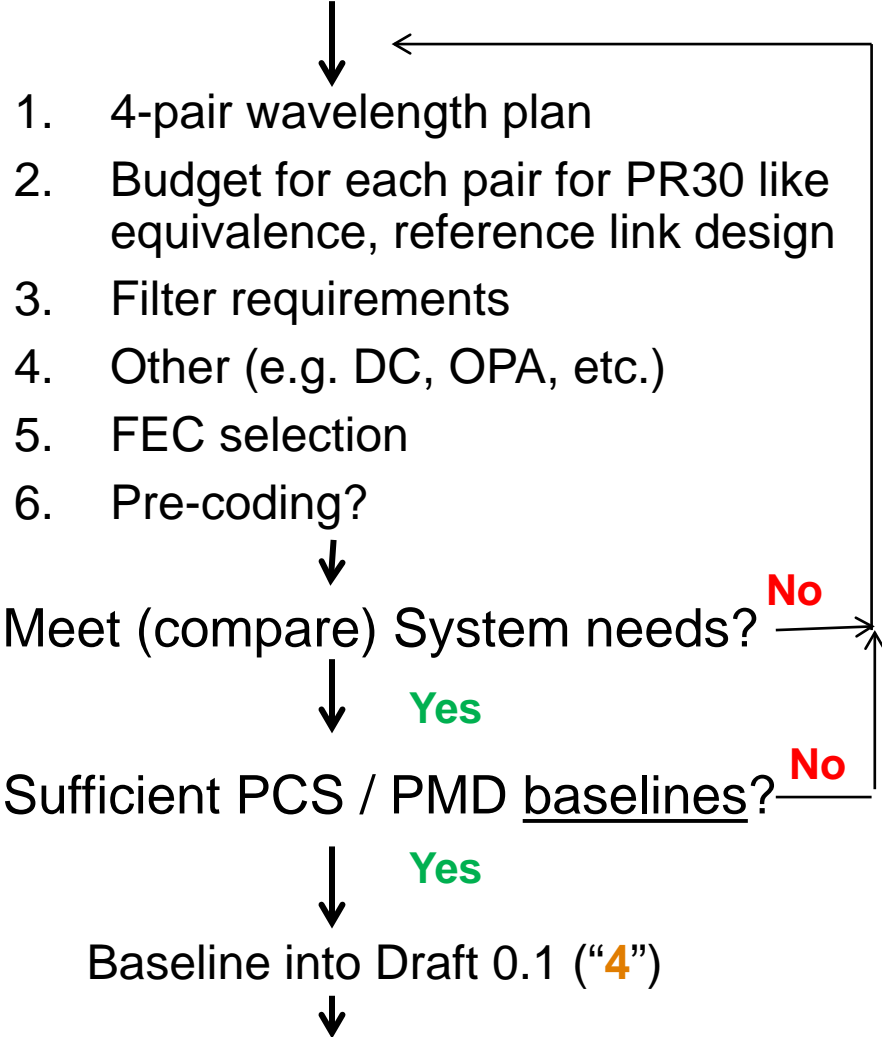 1. 4-pair wavelength plan
2. Budget for each pair for PR30 like
equivalence, reference link design
3. Filter requirements
4. Other (e.g. DC, OPA, etc.)
5. FEC selection
6. Pre-coding?
Meet (compare) System needs? No
Yes
Sufficient PCS / PMD baselines? No
Yes
Baseline into Draft 0.1 (“4”)